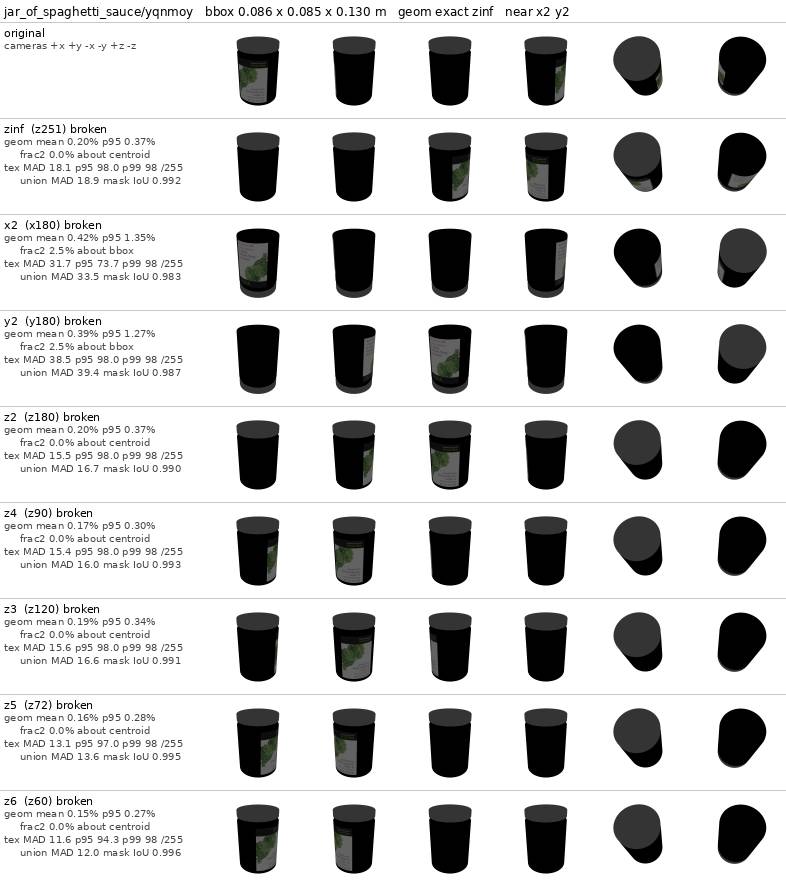 jar_of_spaghetti_sauce/yqnmoy bbox 0.086 x 0.085 x 0.130 m geom exact zinf near x2 y2
original
cameras +x +y -x -y +z -z
zinf (z251) broken
geom mean 0.20% p95 0.37%
frac2 0.0% about centroid
tex MAD 18.1 p95 98.0 p99 98 /255
union MAD 18.9 mask IoU 0.992
x2 (x180) broken
geom mean 0.42% p95 1.35%
frac2 2.5% about bbox
tex MAD 31.7 p95 73.7 p99 98 /255
union MAD 33.5 mask IoU 0.983
y2 (y180) broken
geom mean 0.39% p95 1.27%
frac2 2.5% about bbox
tex MAD 38.5 p95 98.0 p99 98 /255
union MAD 39.4 mask IoU 0.987
z2 (z180) broken
geom mean 0.20% p95 0.37%
frac2 0.0% about centroid
tex MAD 15.5 p95 98.0 p99 98 /255
union MAD 16.7 mask IoU 0.990
z4 (z90) broken
geom mean 0.17% p95 0.30%
frac2 0.0% about centroid
tex MAD 15.4 p95 98.0 p99 98 /255
union MAD 16.0 mask IoU 0.993
z3 (z120) broken
geom mean 0.19% p95 0.34%
frac2 0.0% about centroid
tex MAD 15.6 p95 98.0 p99 98 /255
union MAD 16.6 mask IoU 0.991
z5 (z72) broken
geom mean 0.16% p95 0.28%
frac2 0.0% about centroid
tex MAD 13.1 p95 97.0 p99 98 /255
union MAD 13.6 mask IoU 0.995
z6 (z60) broken
geom mean 0.15% p95 0.27%
frac2 0.0% about centroid
tex MAD 11.6 p95 94.3 p99 98 /255
union MAD 12.0 mask IoU 0.996